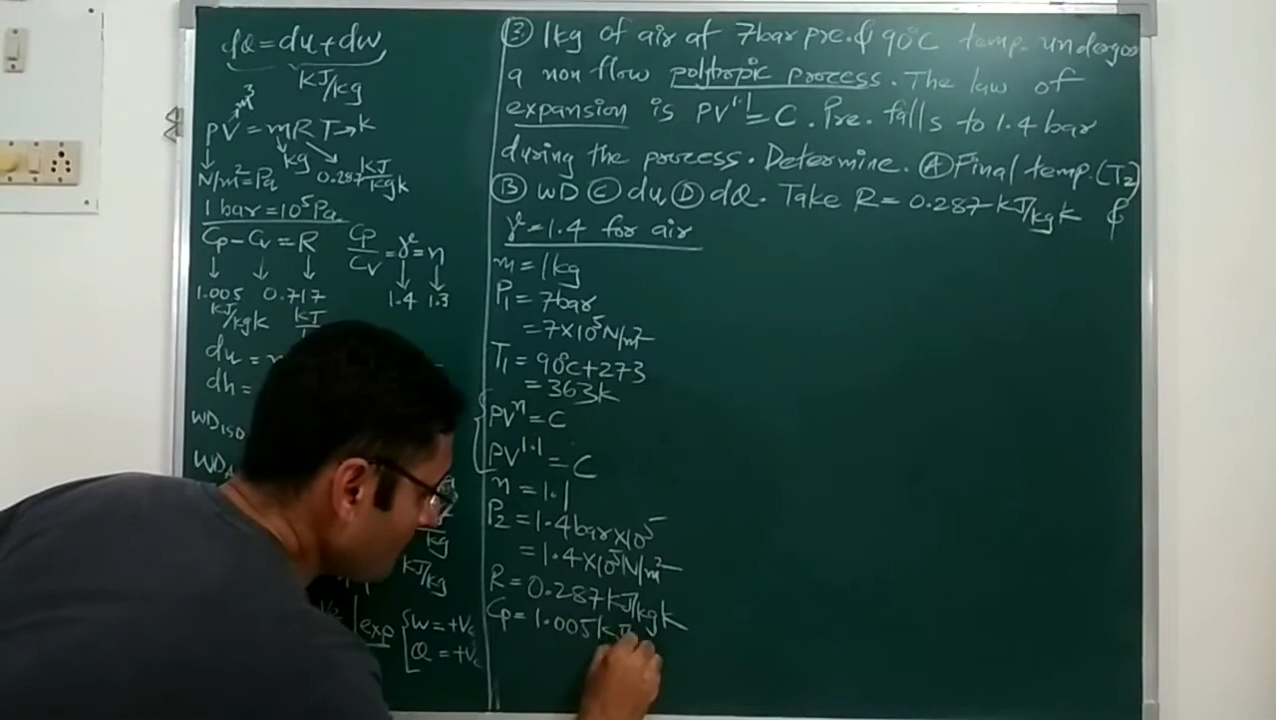 dQ = du + dw
KJ/kg
m³
PV = mRT → k
kg 0.287 KJ/kgk
N/m² = Pa
1 bar = 10⁵ Pa
Cp - Cv = R Cp/Cv = γ = n
1.005 0.717 1.4 1.3
KJ/kgk KJ
du =
dh =
WD
WD
kg
KJ/kg
exp W = +Ve
Q = +Ve
③ 1kg of air at 7bar pre. & 90°C temp. undergoes
a non flow polytropic process. The law of
expansion is PV^1.1 = C. Pre. falls to 1.4 bar
during the process. Determine. Ⓐ Final temp. (T₂)
Ⓑ WD Ⓒ du Ⓓ dQ. Take R = 0.287 KJ/kgk &
γ = 1.4 for air
m = 1kg
P₁ = 7bar
= 7×10⁵ N/m²
T₁ = 90°C + 273
= 363k
PVⁿ = C
PV^1.1 = C
n = 1.1
P₂ = 1.4bar×10⁵
= 1.4×10⁵ N/m²
R = 0.287 KJ/kgk
Cp = 1.005 KJ